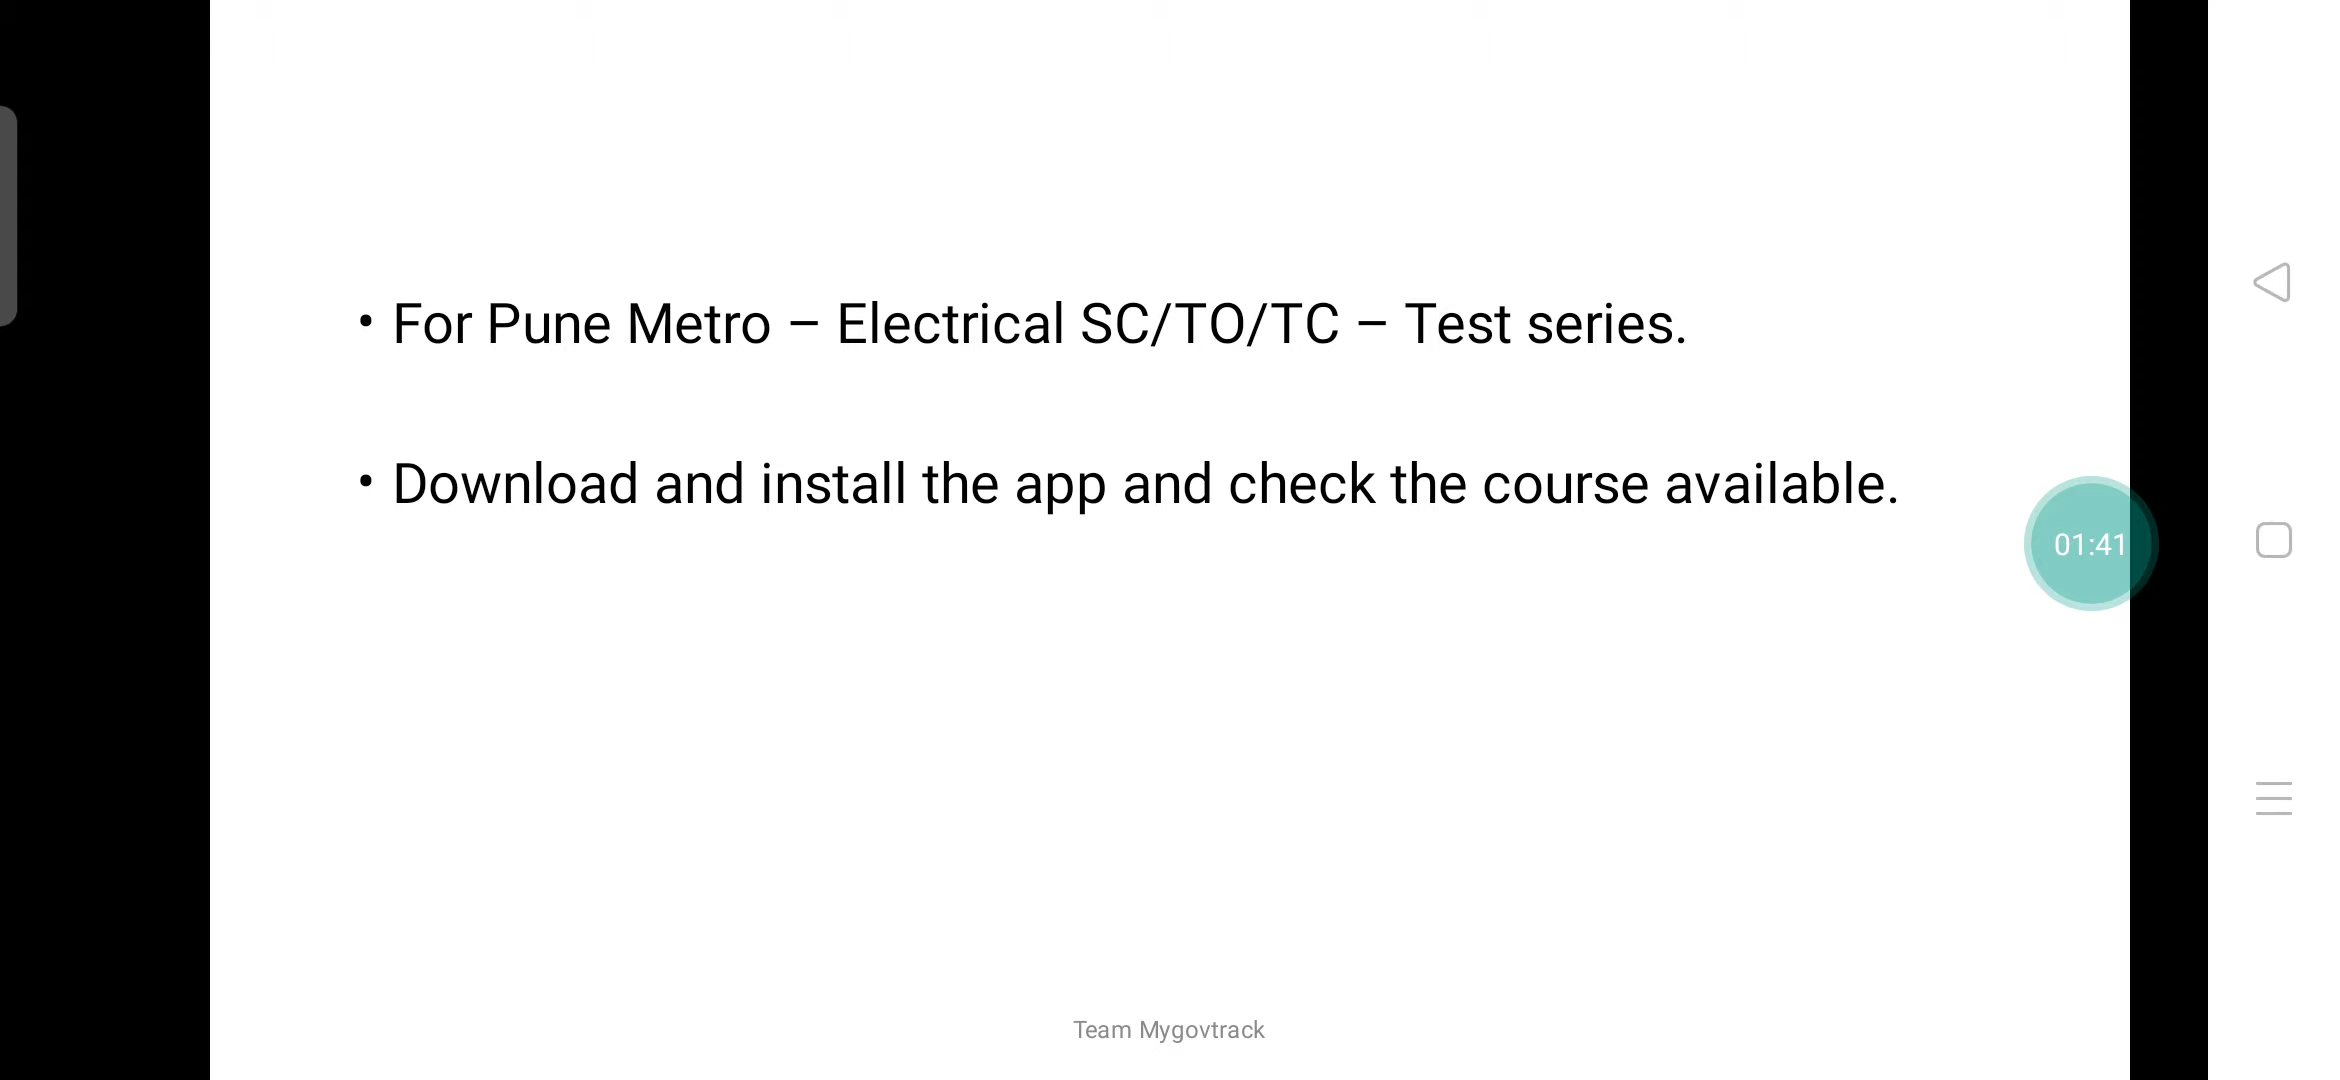 • For Pune Metro – Electrical SC/TO/TC – Test series.
• Download and install the app and check the course available.
01:41
Team Mygovtrack